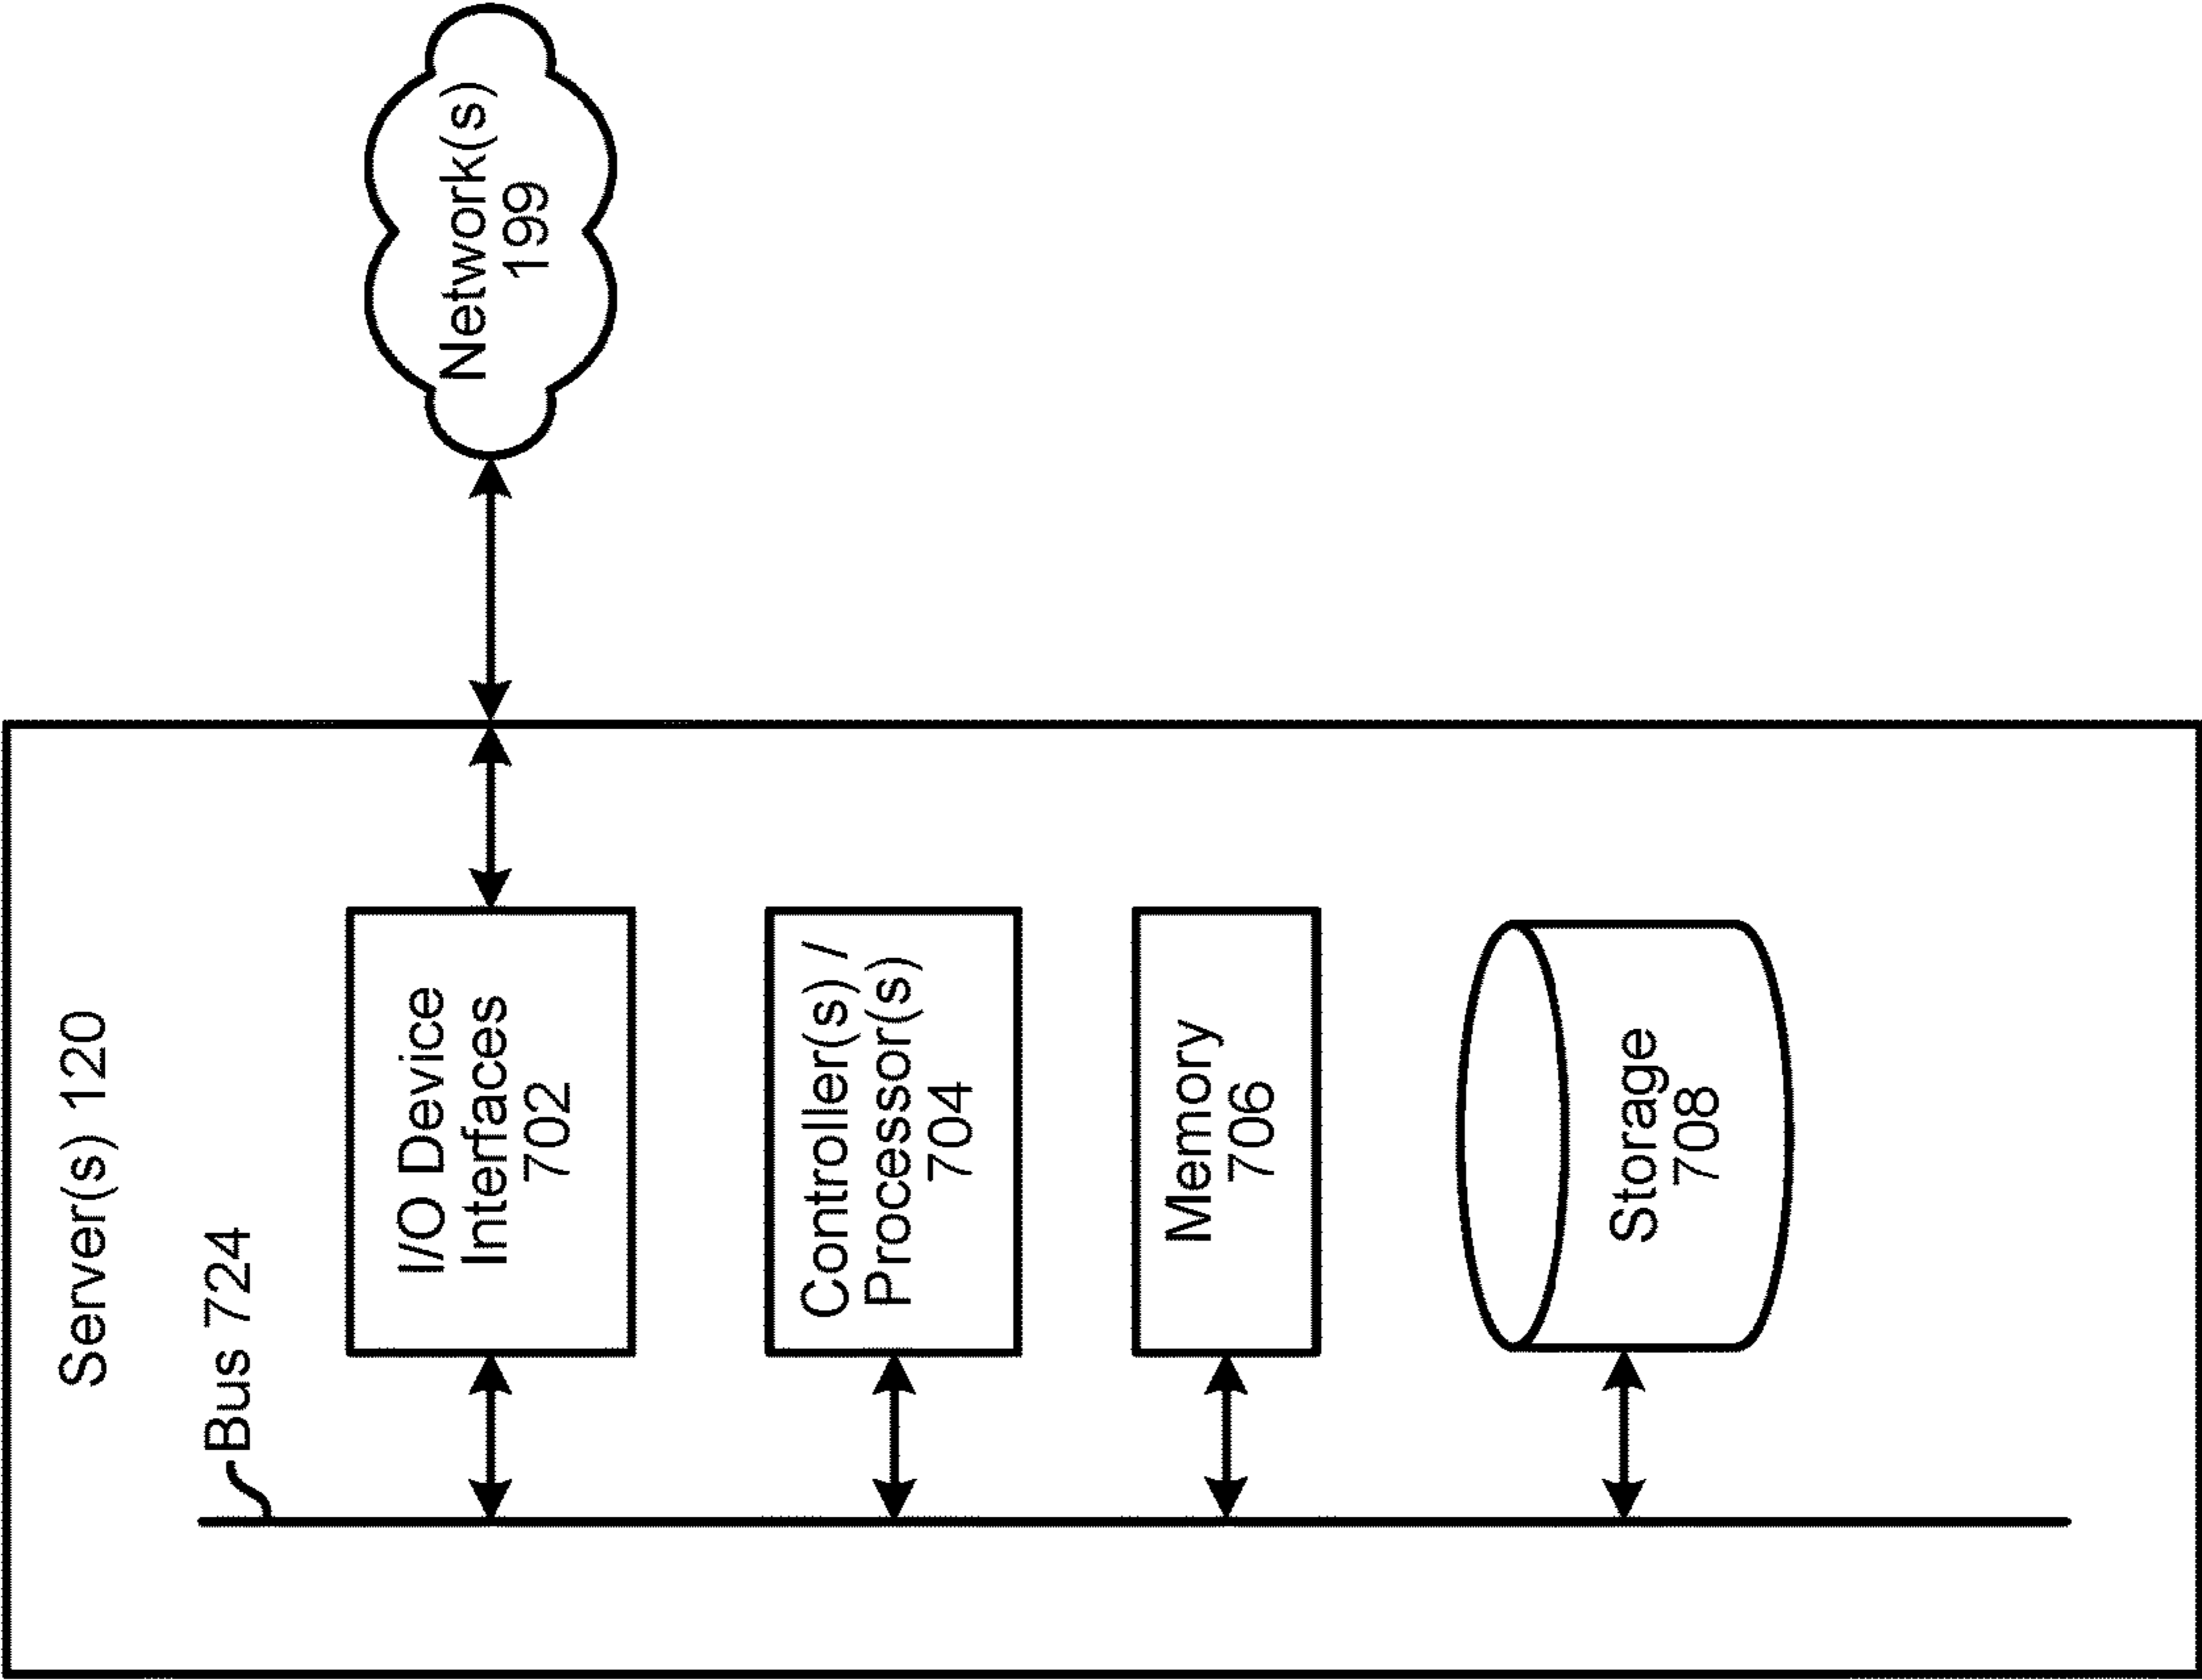 Server(s) 120
Bus 724
I/O Device
Interfaces
702
Network(s)
199
Controller(s) /
Processor(s)
704
Memory
706
Storage
708